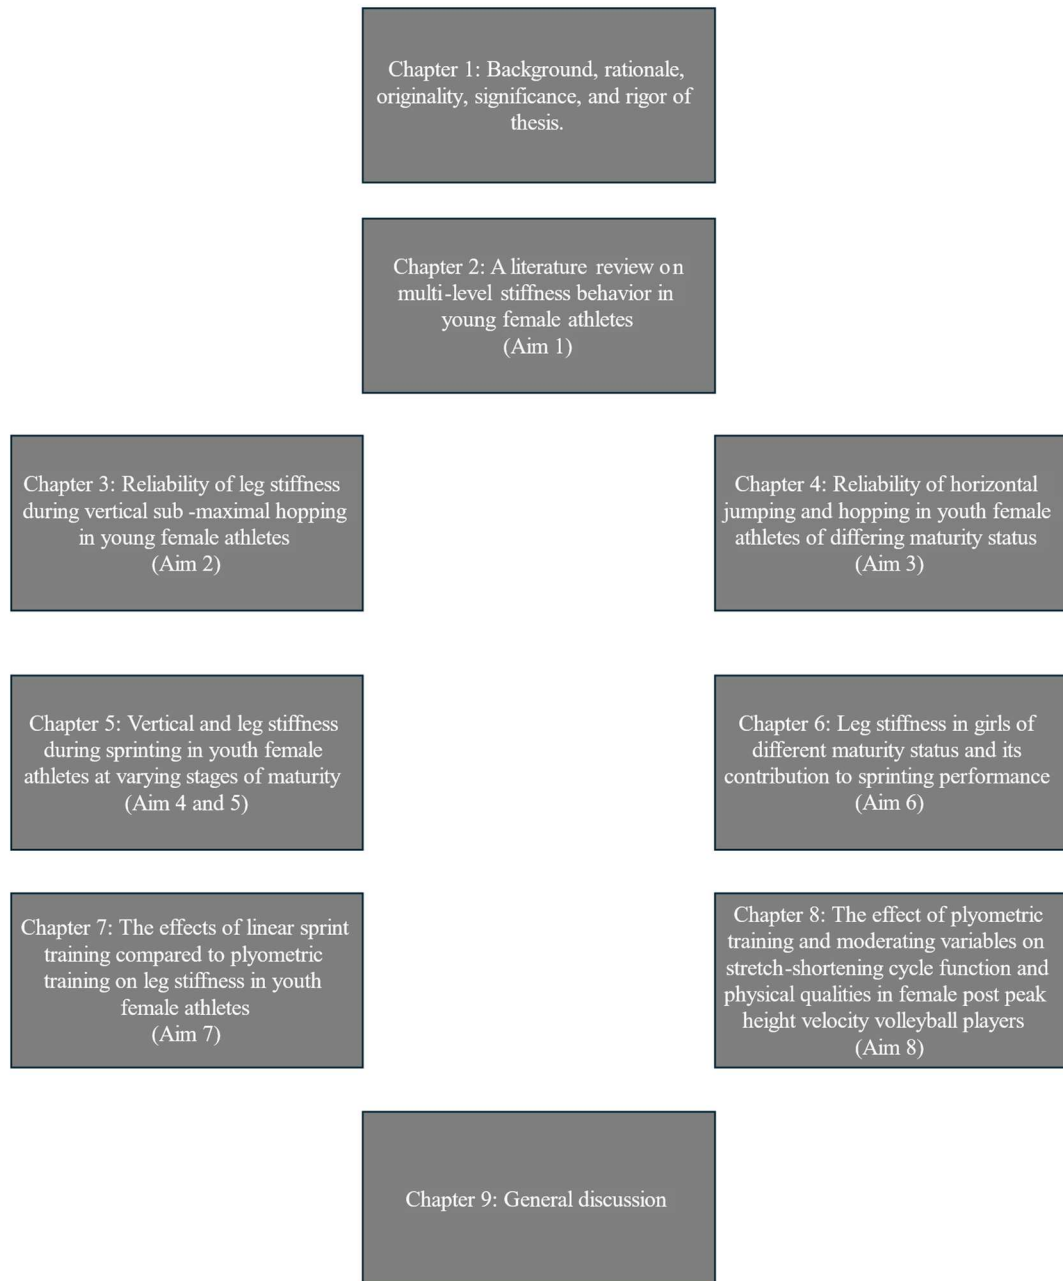 Chapter 1: Background, rationale,
originality, significance, and rigor of
thesis.
Chapter 2: A literature review on
multi-level stiffness behavior in
young female athletes
(Aim 1)
Chapter 3: Reliability of leg stiffness
during vertical sub-maximal hopping
in young female athletes
(Aim 2)
Chapter 4: Reliability of horizontal
jumping and hopping in youth female
athletes of differing maturity status
(Aim 3)
Chapter 5: Vertical and leg stiffness
during sprinting in youth female
athletes at varying stages of maturity
(Aim 4 and 5)
Chapter 6: Leg stiffness in girls of
different maturity status and its
contribution to sprinting performance
(Aim 6)
Chapter 7: The effects of linear sprint
training compared to plyometric
training on leg stiffness in youth
female athletes
(Aim 7)
Chapter 8: The effect of plyometric
training and moderating variables on
stretch-shortening cycle function and
physical qualities in female post peak
height velocity volleyball players
(Aim 8)
Chapter 9: General discussion